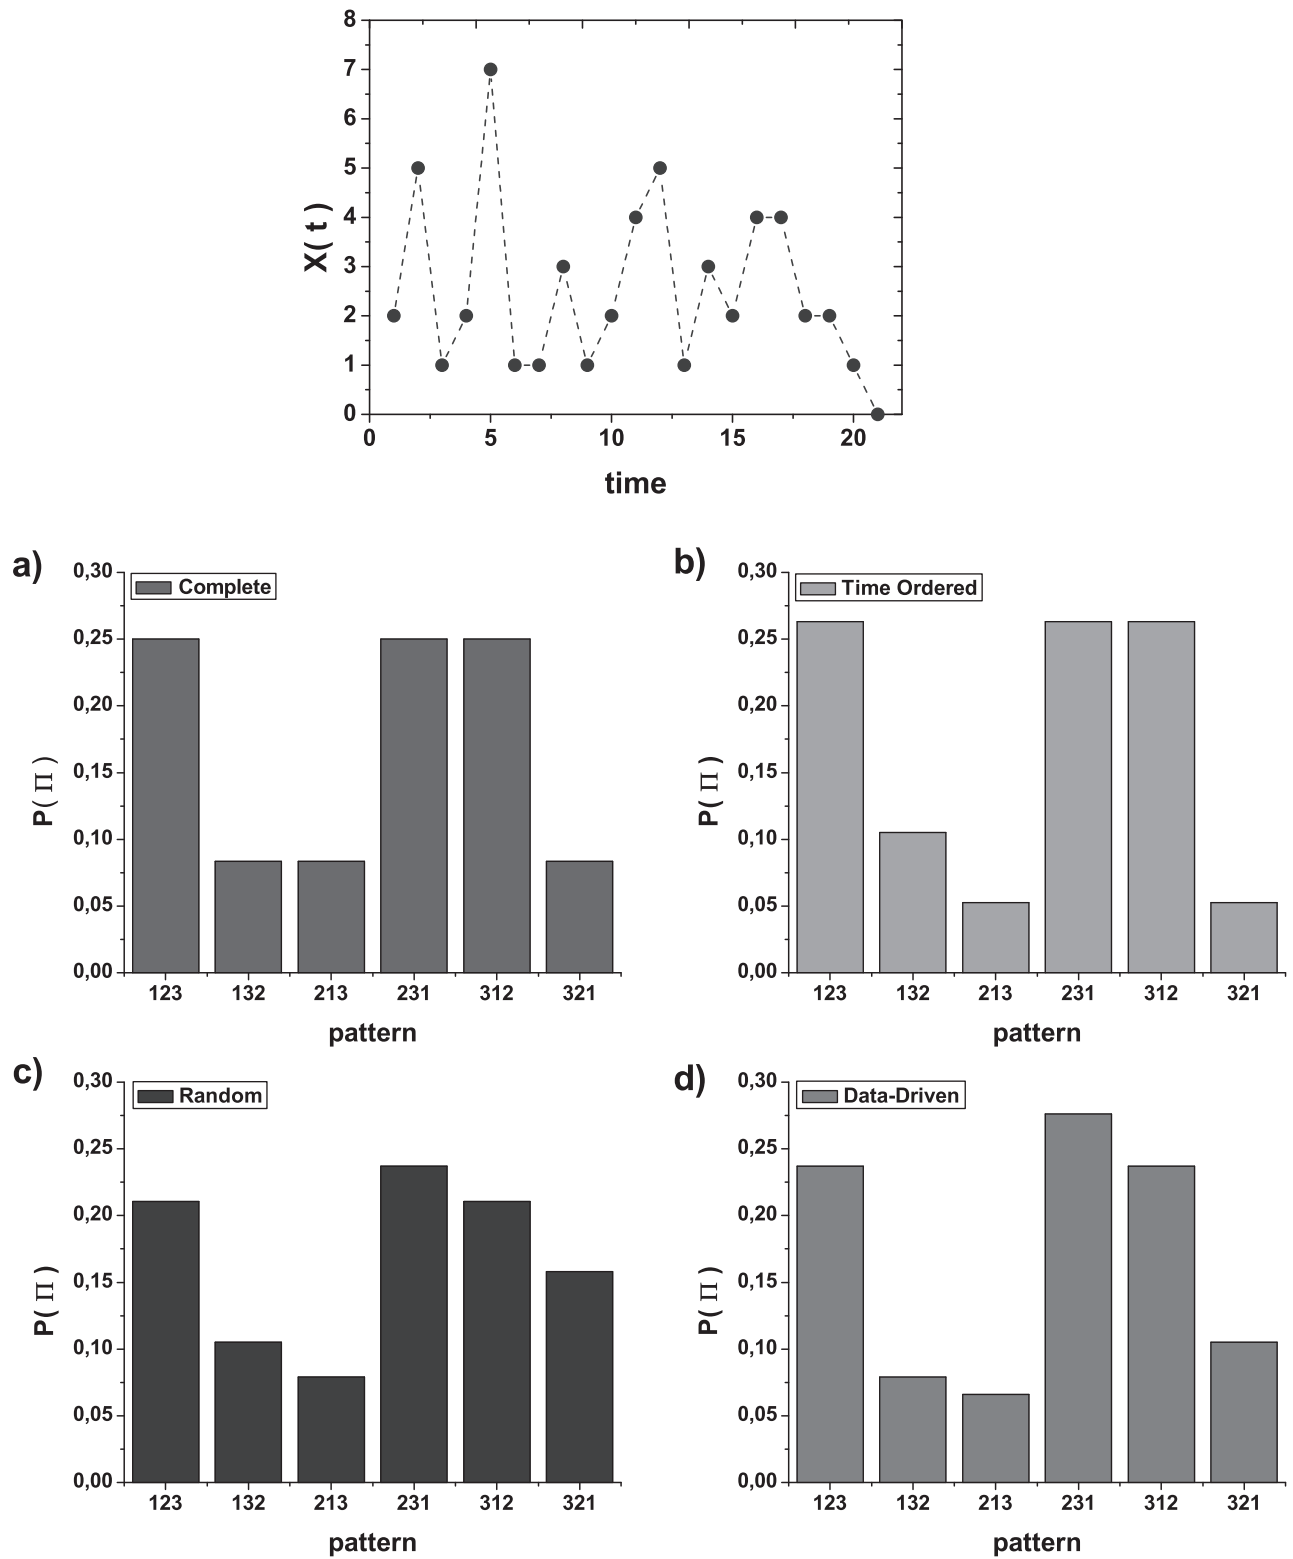 8
7
6
5
4
3
2
1
0
X( t )
0 5 10 15 20
time
a)
Complete
0,30
0,25
0,20
0,15
0,10
0,05
0,00
P( Π )
123 132 213 231 312 321
pattern
b)
Time Ordered
0,30
0,25
0,20
0,15
0,10
0,05
0,00
P( Π )
123 132 213 231 312 321
pattern
c)
Random
0,30
0,25
0,20
0,15
0,10
0,05
0,00
P( Π )
123 132 213 231 312 321
pattern
d)
Data-Driven
0,30
0,25
0,20
0,15
0,10
0,05
0,00
P( Π )
123 132 213 231 312 321
pattern